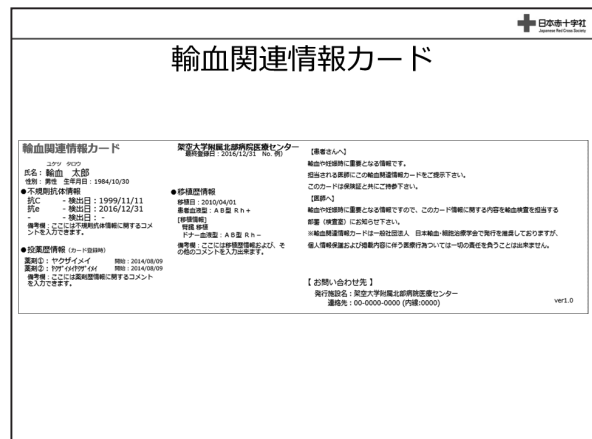 日本赤十字社
Japanese Red Cross Society
輸血関連情報カード
輸血関連情報カード
ユケツ タロウ
氏名：輸血 太郎
性別：男性 生年月日：1984/10/30
●不規則抗体情報
抗C - 検出日：1999/11/11
抗e - 検出日：2016/12/31
- - 検出日：-
備考欄：ここには不規則抗体情報に関するコメ
ントを入力できます。
●投薬歴情報（カード登録時）
薬剤①：ヤクザイメイ 開始：2014/08/09
薬剤②：ﾔｸｻﾞｲﾒｲﾔｸｻﾞｲﾒｲ 開始：2014/08/09
備考欄：ここには薬剤歴情報に関するコメント
を入力できます。
架空大学附属北部病院医療センター
最終登録日：2016/12/31 No. 例)
●移植歴情報
移植日：2010/04/01
患者血液型：ＡＢ型 Ｒｈ＋
[移植情報]
腎臓 移植
ドナー血液型：ＡＢ型 Ｒｈ－
備考欄：ここには移植歴情報および、そ
の他のコメントを入力出来ます。
【患者さんへ】
輸血や妊娠時に重要となる情報です。
担当される医師にこの輸血関連情報カードをご提示下さい。
このカードは保険証と共にご持参下さい。
【医師へ】
輸血や妊娠時に重要となる情報ですので、このカード情報に関する内容を輸血検査を担当する
部署（検査室）にお知らせ下さい。
※輸血関連情報カードは一般社団法人 日本輸血・細胞治療学会で発行を推奨しておりますが、
個人情報保護および掲載内容に伴う医療行為ついては一切の責任を負うことは出来ません。
【 お問い合わせ先 】
発行施設名：架空大学附属北部病院医療センター
連絡先：00-0000-0000 (内線:0000)
ver1.0